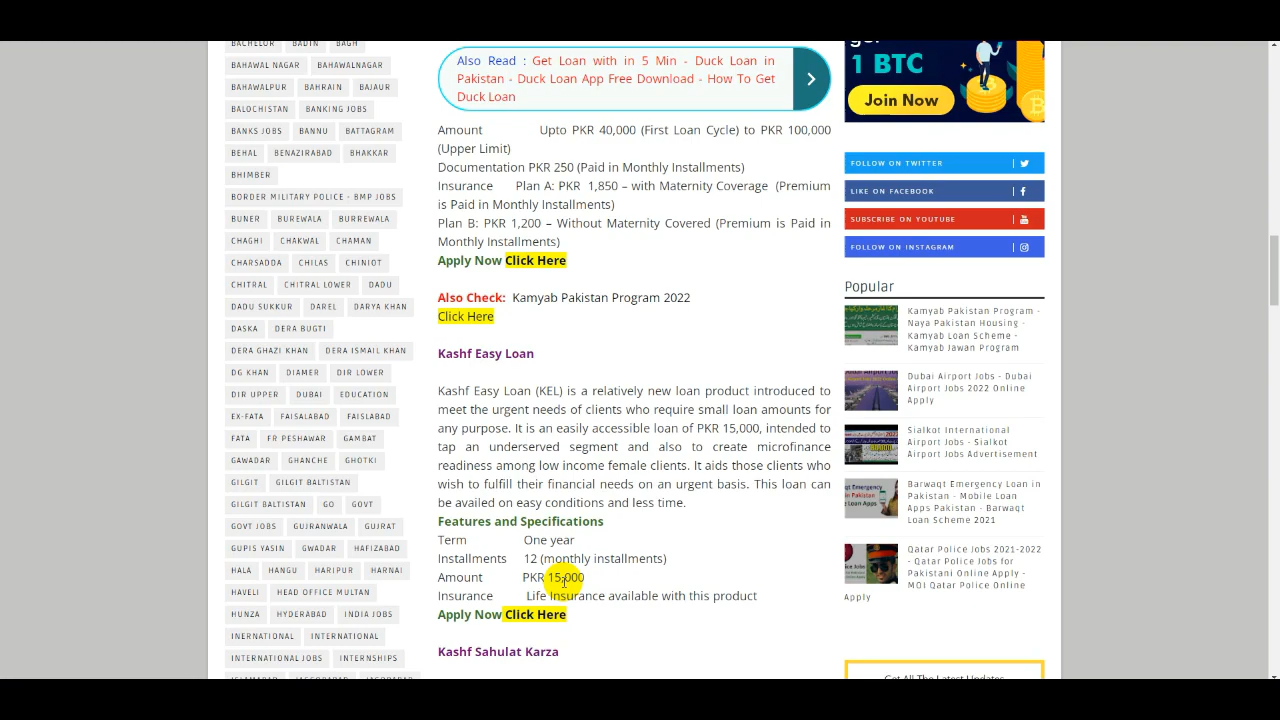 BACHELOR BADIN BAGH
BAHAWAL NAGAR BAHAWALNAGAR
BAHAWALPUR BAHRAIN BAJAUR
BALOCHISTAN BANKING JOBS
BANKS JOBS BANNU BATTAGRAM
BEHAL BENAZIRABAD BHAKKAR
BHIMBER
BORDER MILITARY POLICE - BMP JOBS
BUNER BUREWALA BURREWALA
CHAGHI CHAKWAL CHAMAN
CHARSADDA CHILAS CHINIOT
CHITRAL CHITRAL LOWER DADU
DADU SUKKUR DAREL DARYA KHAN
DASKA DERA BUGTI
DERA GHAZI KHAN DERA ISMAIL KHAN
DG KHAN DIAMER DIR LOWER
DIR UPPER DUBAI EDUCATION
EX-FATA FAISALABAD FAISLABAD
FATA FR PESHAWAR GAMBAT
GAWADAR GHANCHE GHOTKI
GILGIT GILGIT BALTISTAN
GILGIT BALTISTAN GO GOVT
GOVT JOBS GUJRANWALA GUJRAT
GUPIS YASIN GWADAR HAFIZABAD
HALA HANGU HARIPUR HARNAI
HAVELI HEAD OFFICE MULTAN
HUNZA HYDERABAD INDIA JOBS
INERNATIONAL INTERNATIONAL
INTERNATIONAL JOBS INTERNSHIPS
Also Read : Get Loan with in 5 Min - Duck Loan in
Pakistan - Duck Loan App Free Download - How To Get
Duck Loan
Amount Upto PKR 40,000 (First Loan Cycle) to PKR 100,000
(Upper Limit)
Documentation PKR 250 (Paid in Monthly Installments)
Insurance Plan A: PKR 1,850 – with Maternity Coverage (Premium
is Paid in Monthly Installments)
Plan B: PKR 1,200 – Without Maternity Covered (Premium is Paid in
Monthly Installments)
Apply Now Click Here
Also Check: Kamyab Pakistan Program 2022
Click Here
Kashf Easy Loan
Kashf Easy Loan (KEL) is a relatively new loan product introduced to
meet the urgent needs of clients who require small loan amounts for
any purpose. It is an easily accessible loan of PKR 15,000, intended to
tap an underserved segment and also to create microfinance
readiness among low income female clients. It aids those clients who
wish to fulfill their financial needs on an urgent basis. This loan can
be availed on easy conditions and less time.
Features and Specifications
Term One year
Installments 12 (monthly installments)
Amount PKR 15,000
Insurance Life Insurance available with this product
Apply Now Click Here
Kashf Sahulat Karza
1 BTC
Join Now
FOLLOW ON TWITTER
LIKE ON FACEBOOK
SUBSCRIBE ON YOUTUBE
FOLLOW ON INSTAGRAM
Popular
Kamyab Pakistan Program -
Naya Pakistan Housing -
Kamyab Loan Scheme -
Kamyab Jawan Program
Dubai Airport Jobs - Dubai
Airport Jobs 2022 Online
Apply
Sialkot International
Airport Jobs - Sialkot
Airport Jobs Advertisement
Barwaqt Emergency Loan in
Pakistan - Mobile Loan
Apps Pakistan - Barwaqt
Loan Scheme 2021
Qatar Police Jobs 2021-2022
- Qatar Police Jobs for
Pakistani Online Apply -
MOI Qatar Police Online
Apply
Get All The Latest Updates